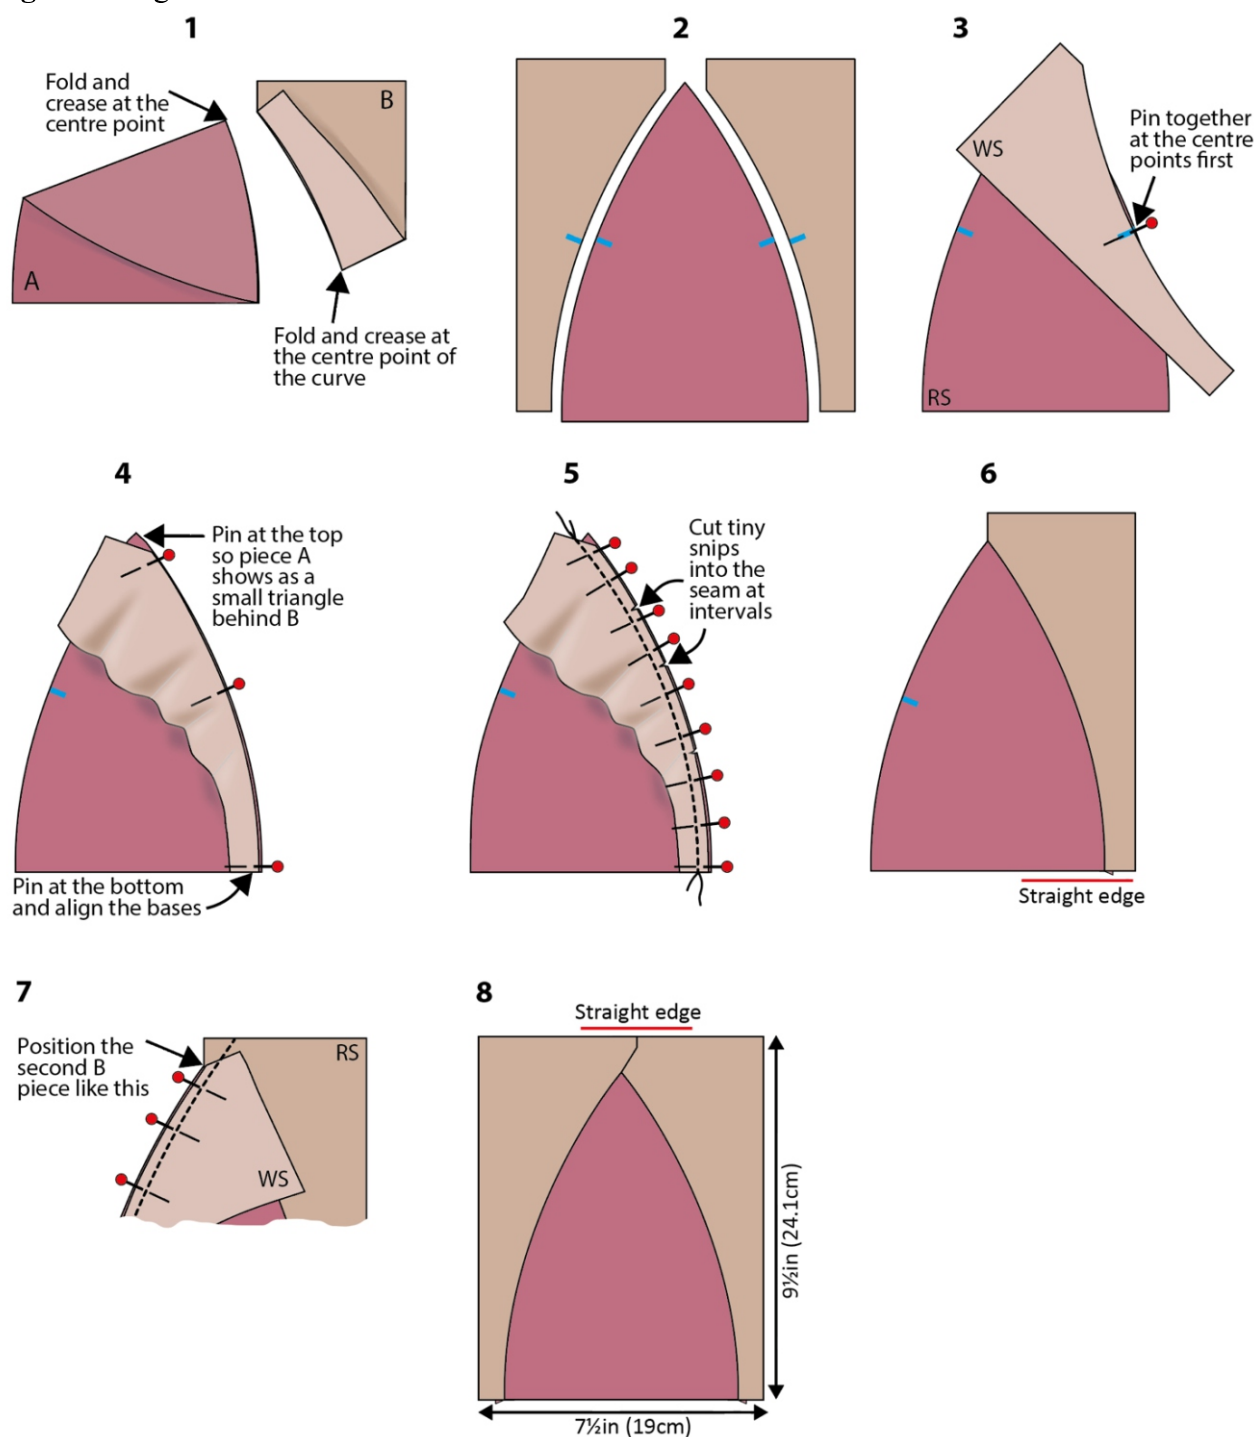 1
Fold and
crease at the
centre point
A
B
Fold and crease at
the centre point of
the curve
2
3
WS
Pin together
at the centre
points first
RS
4
Pin at the top
so piece A
shows as a
small triangle
behind B
Pin at the bottom
and align the bases
5
Cut tiny
snips
into the
seam at
intervals
6
Straight edge
7
Position the
second B
piece like this
RS
WS
8
Straight edge
9½in (24.1cm)
7½in (19cm)